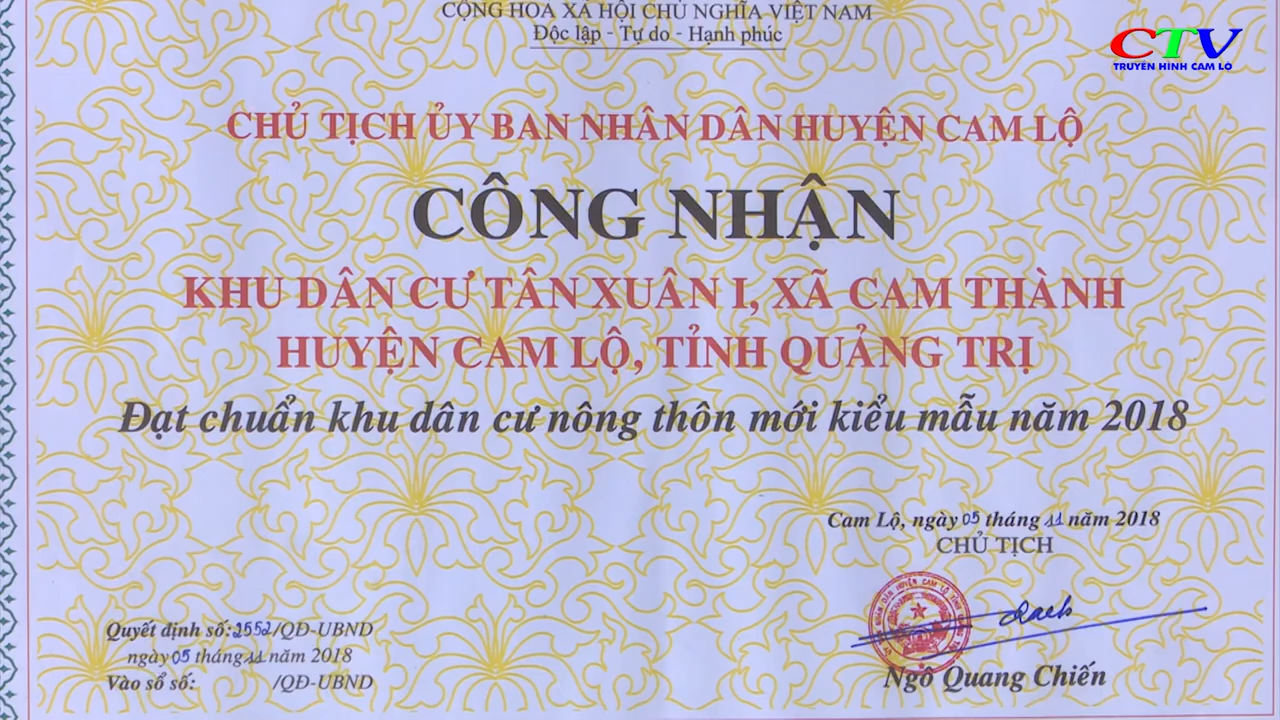 CỘNG HOÀ XÃ HỘI CHỦ NGHĨA VIỆT NAM
Độc lập - Tự do - Hạnh phúc
CTV
TRUYỀN HÌNH CAM LỘ
CHỦ TỊCH ỦY BAN NHÂN DÂN HUYỆN CAM LỘ
CÔNG NHẬN
KHU DÂN CƯ TÂN XUÂN I, XÃ CAM THÀNH
HUYỆN CAM LỘ, TỈNH QUẢNG TRỊ
Đạt chuẩn khu dân cư nông thôn mới kiểu mẫu năm 2018
Cam Lộ, ngày 05 tháng 11 năm 2018
CHỦ TỊCH
Ngô Quang Chiến
Quyết định số: 2552/QĐ-UBND
ngày 05 tháng 11 năm 2018
Vào sổ số: /QĐ-UBND